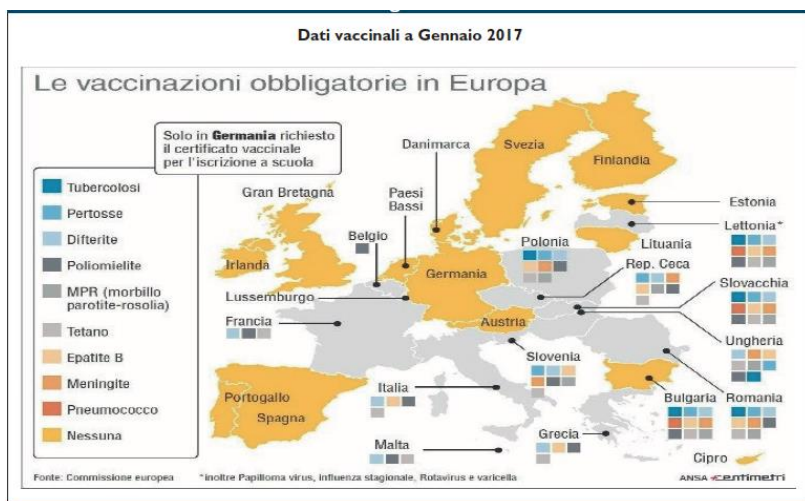 Dati vaccinali a Gennaio 2017
Le vaccinazioni obbligatorie in Europa
Solo in Germania richiesto
il certificato vaccinale
per l'iscrizione a scuola
Tubercolosi
Pertosse
Difterite
Poliomielite
MPR (morbillo
parotite-rosolia)
Tetano
Epatite B
Meningite
Pneumococco
Nessuna
Danimarca
Svezia
Finlandia
Gran Bretagna
Paesi
Bassi
Estonia
Lettonia*
Belgio
Polonia
Lituania
Irlanda
Germania
Rep. Ceca
Slovacchia
Lussemburgo
Francia
Austria
Ungheria
Slovenia
Portogallo
Spagna
Italia
Bulgaria
Romania
Malta
Grecia
Cipro
Fonte: Commissione europea
*inoltre Papilloma virus, influenza stagionale, Rotavirus e varicella
ANSA centimetri